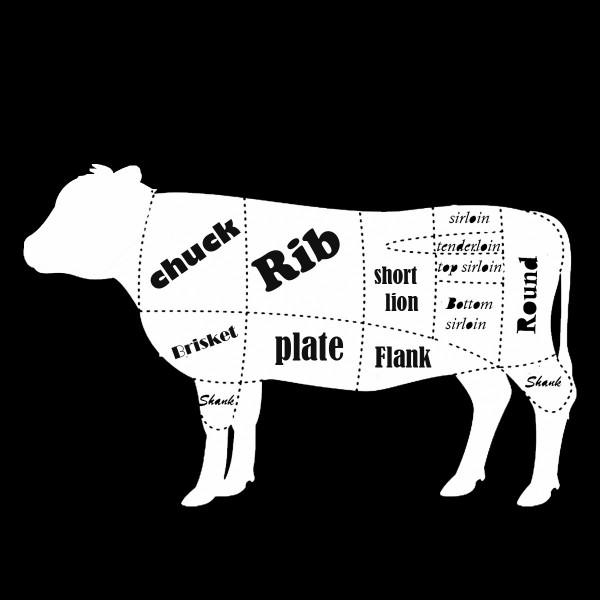 chuck
Rib
short
lion
sirloin
tenderloin
top sirloin
Bottom
sirloin
Round
Brisket
plate
Flank
Shank
Shank